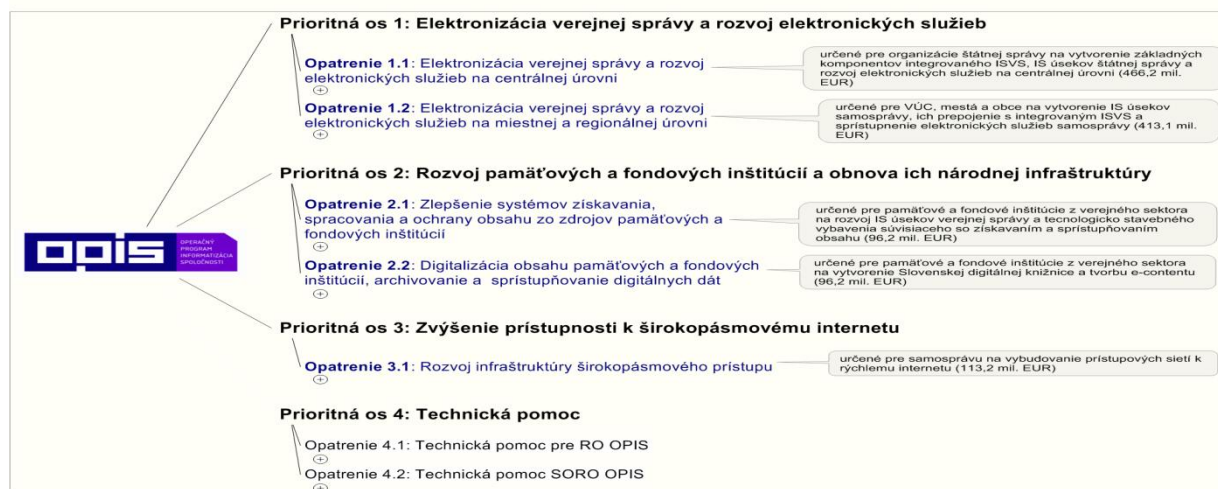 Prioritná os 1: Elektronizácia verejnej správy a rozvoj elektronických služieb
Opatrenie 1.1: Elektronizácia verejnej správy a rozvoj
elektronických služieb na centrálnej úrovni
určené pre organizácie štátnej správy na vytvorenie základných
komponentov integrovaného ISVS, IS úsekov štátnej správy a
rozvoj elektronických služieb na centrálnej úrovni (466,2 mil.
EUR)
Opatrenie 1.2: Elektronizácia verejnej správy a rozvoj
elektronických služieb na miestnej a regionálnej úrovni
určené pre VÚC, mestá a obce na vytvorenie IS úsekov
samosprávy, ich prepojenie s integrovaným ISVS a
sprístupnenie elektronických služieb samosprávy (413,1 mil.
EUR)
Prioritná os 2: Rozvoj pamäťových a fondových inštitúcií a obnova ich národnej infraštruktúry
Opatrenie 2.1: Zlepšenie systémov získavania,
spracovania a ochrany obsahu zo zdrojov pamäťových a
fondových inštitúcií
určené pre pamäťové a fondové inštitúcie z verejného sektora
na rozvoj IS úsekov verejnej správy a tecnologicko stavebného
vybavenia súvisiaceho so získavaním a sprístupňovaním
obsahu (96,2 mil. EUR)
opis
OPERAČNÝ
PROGRAM
INFORMATIZÁCIA
SPOLOČNOSTI
Opatrenie 2.2: Digitalizácia obsahu pamäťových a fondových
inštitúcií, archivovanie a sprístupňovanie digitálnych dát
určené pre pamäťové a fondové inštitúcie z verejného sektora
na vytvorenie Slovenskej digitálnej knižnice a tvorbu e-contentu
(96,2 mil. EUR)
Prioritná os 3: Zvýšenie prístupnosti k širokopásmovému internetu
Opatrenie 3.1: Rozvoj infraštruktúry širokopásmového prístupu
určené pre samosprávu na vybudovanie prístupových sietí k
rýchlemu internetu (113,2 mil. EUR)
Prioritná os 4: Technická pomoc
Opatrenie 4.1: Technická pomoc pre RO OPIS
Opatrenie 4.2: Technická pomoc SORO OPIS